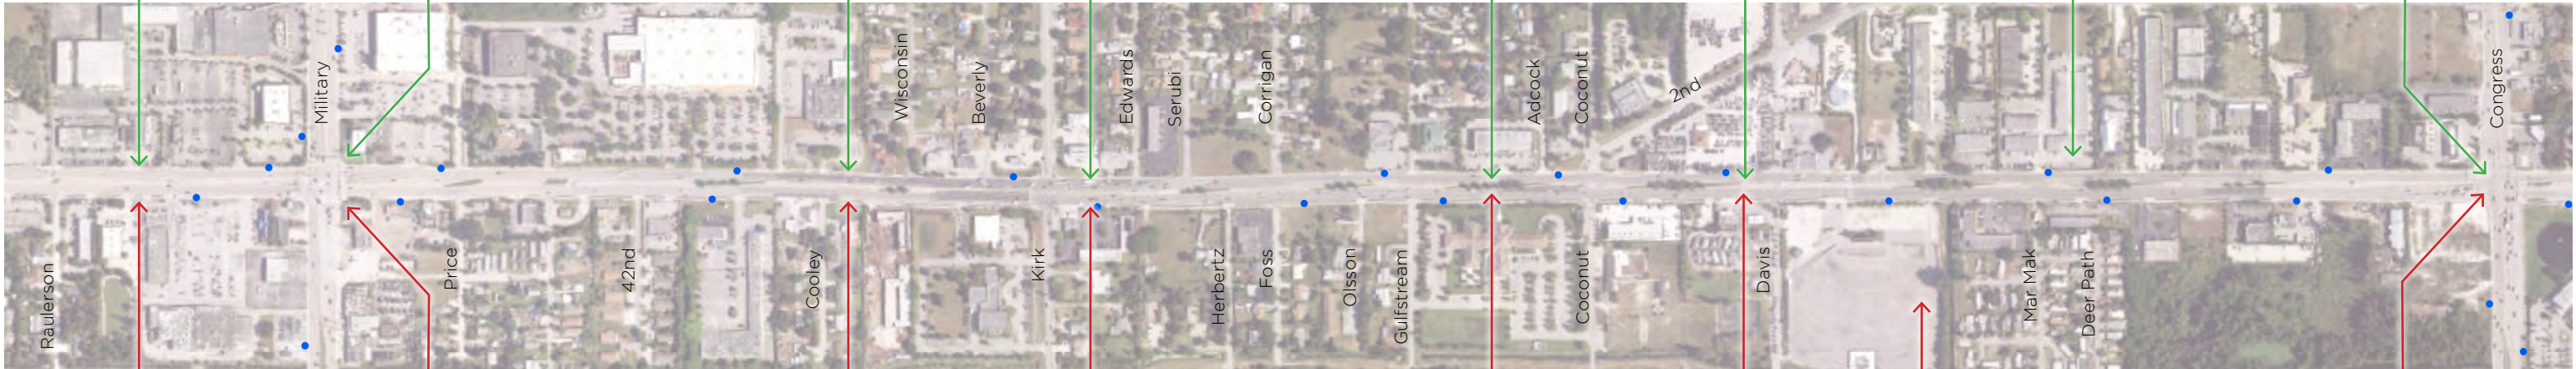 Raulerson
Military
Price
42nd
Cooley
Wisconsin
Beverly
Kirk
Edwards
Serubi
Herbertz
Corrigan
Foss
Olsson
Gulfstream
Adcock
Coconut
Coconut
2nd
Davis
Mar Mak
Deer Path
Congress